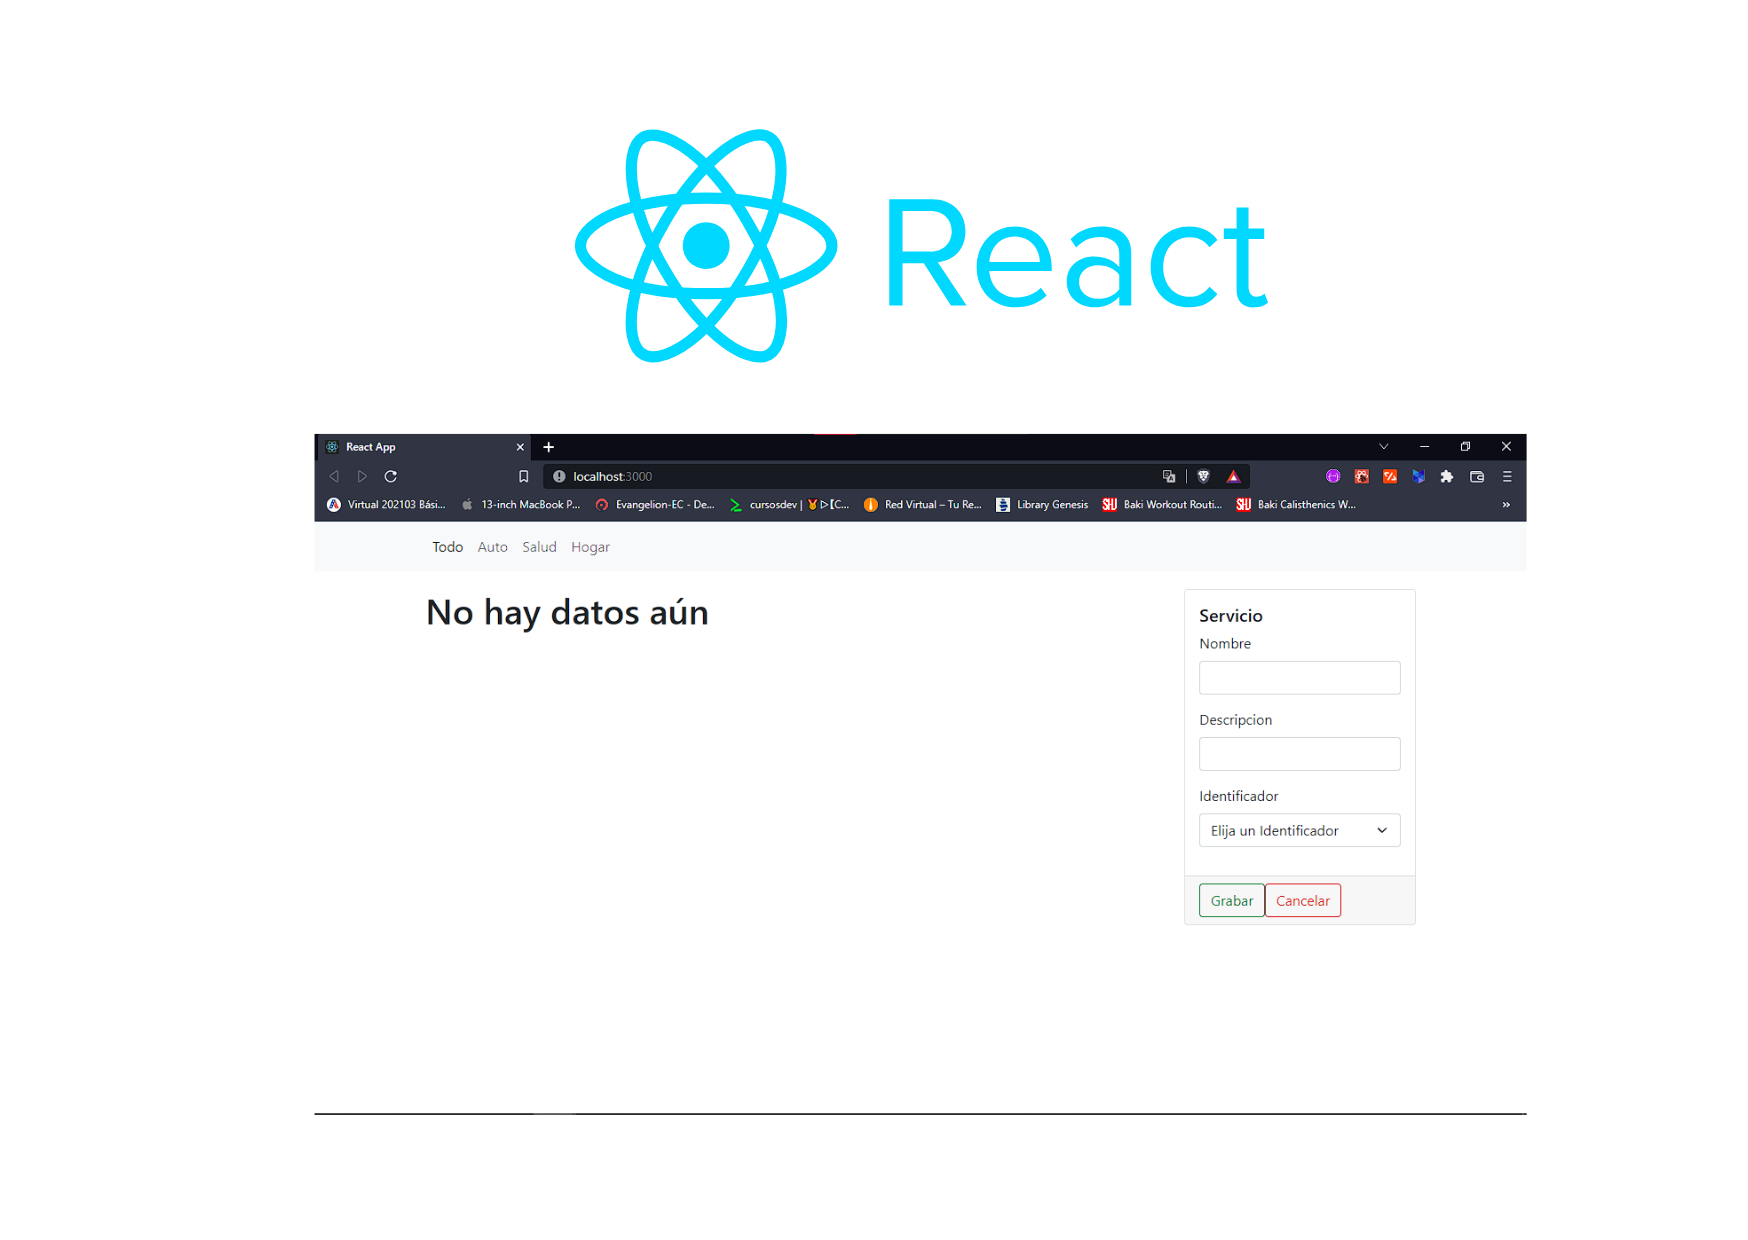 React
React App
localhost:3000
Virtual 202103 Bási... 13-inch MacBook P... Evangelion-EC - De... cursosdev | 🏅▷【C... Red Virtual – Tu Re... Library Genesis Baki Workout Routi... Baki Calisthenics W... »
Todo Auto Salud Hogar
No hay datos aún
Servicio
Nombre
Descripcion
Identificador
Elija un Identificador
Grabar Cancelar